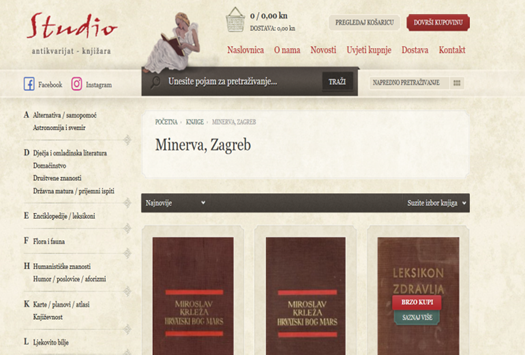 Studio
antikvarijat - knjižara
0 / 0,00 kn
DOSTAVA: 0,00 kn
PREGLEDAJ KOŠARICU
DOVRŠI KUPOVINU
Naslovnica O nama Novosti Uvjeti kupnje Dostava Kontakt
Facebook Instagram
Unesite pojam za pretraživanje...
TRAŽI
NAPREDNO PRETRAŽIVANJE
A Alternativa / samopomoć
Astronomija i svemir
D Dječja i omladinska literatura
Domaćinstvo
Društvene znanosti
Državna matura / prijemni ispiti
E Enciklopedije / leksikoni
F Flora i fauna
H Humanističke znanosti
Humor / poslovice / aforizmi
K Karte / planovi / atlasi
Književnost
L Ljekovito bilje
POČETNA KNJIGE MINERVA, ZAGREB
Minerva, Zagreb
Najnovije
Suzite izbor knjiga
MIROSLAV
KRLEŽA
HRVATSKI BOG MARS
MIROSLAV
KRLEŽA
HRVATSKI BOG MARS
LEKSIKON
ZDRAVLJA
BRZO KUPI
SAZNAJ VIŠE